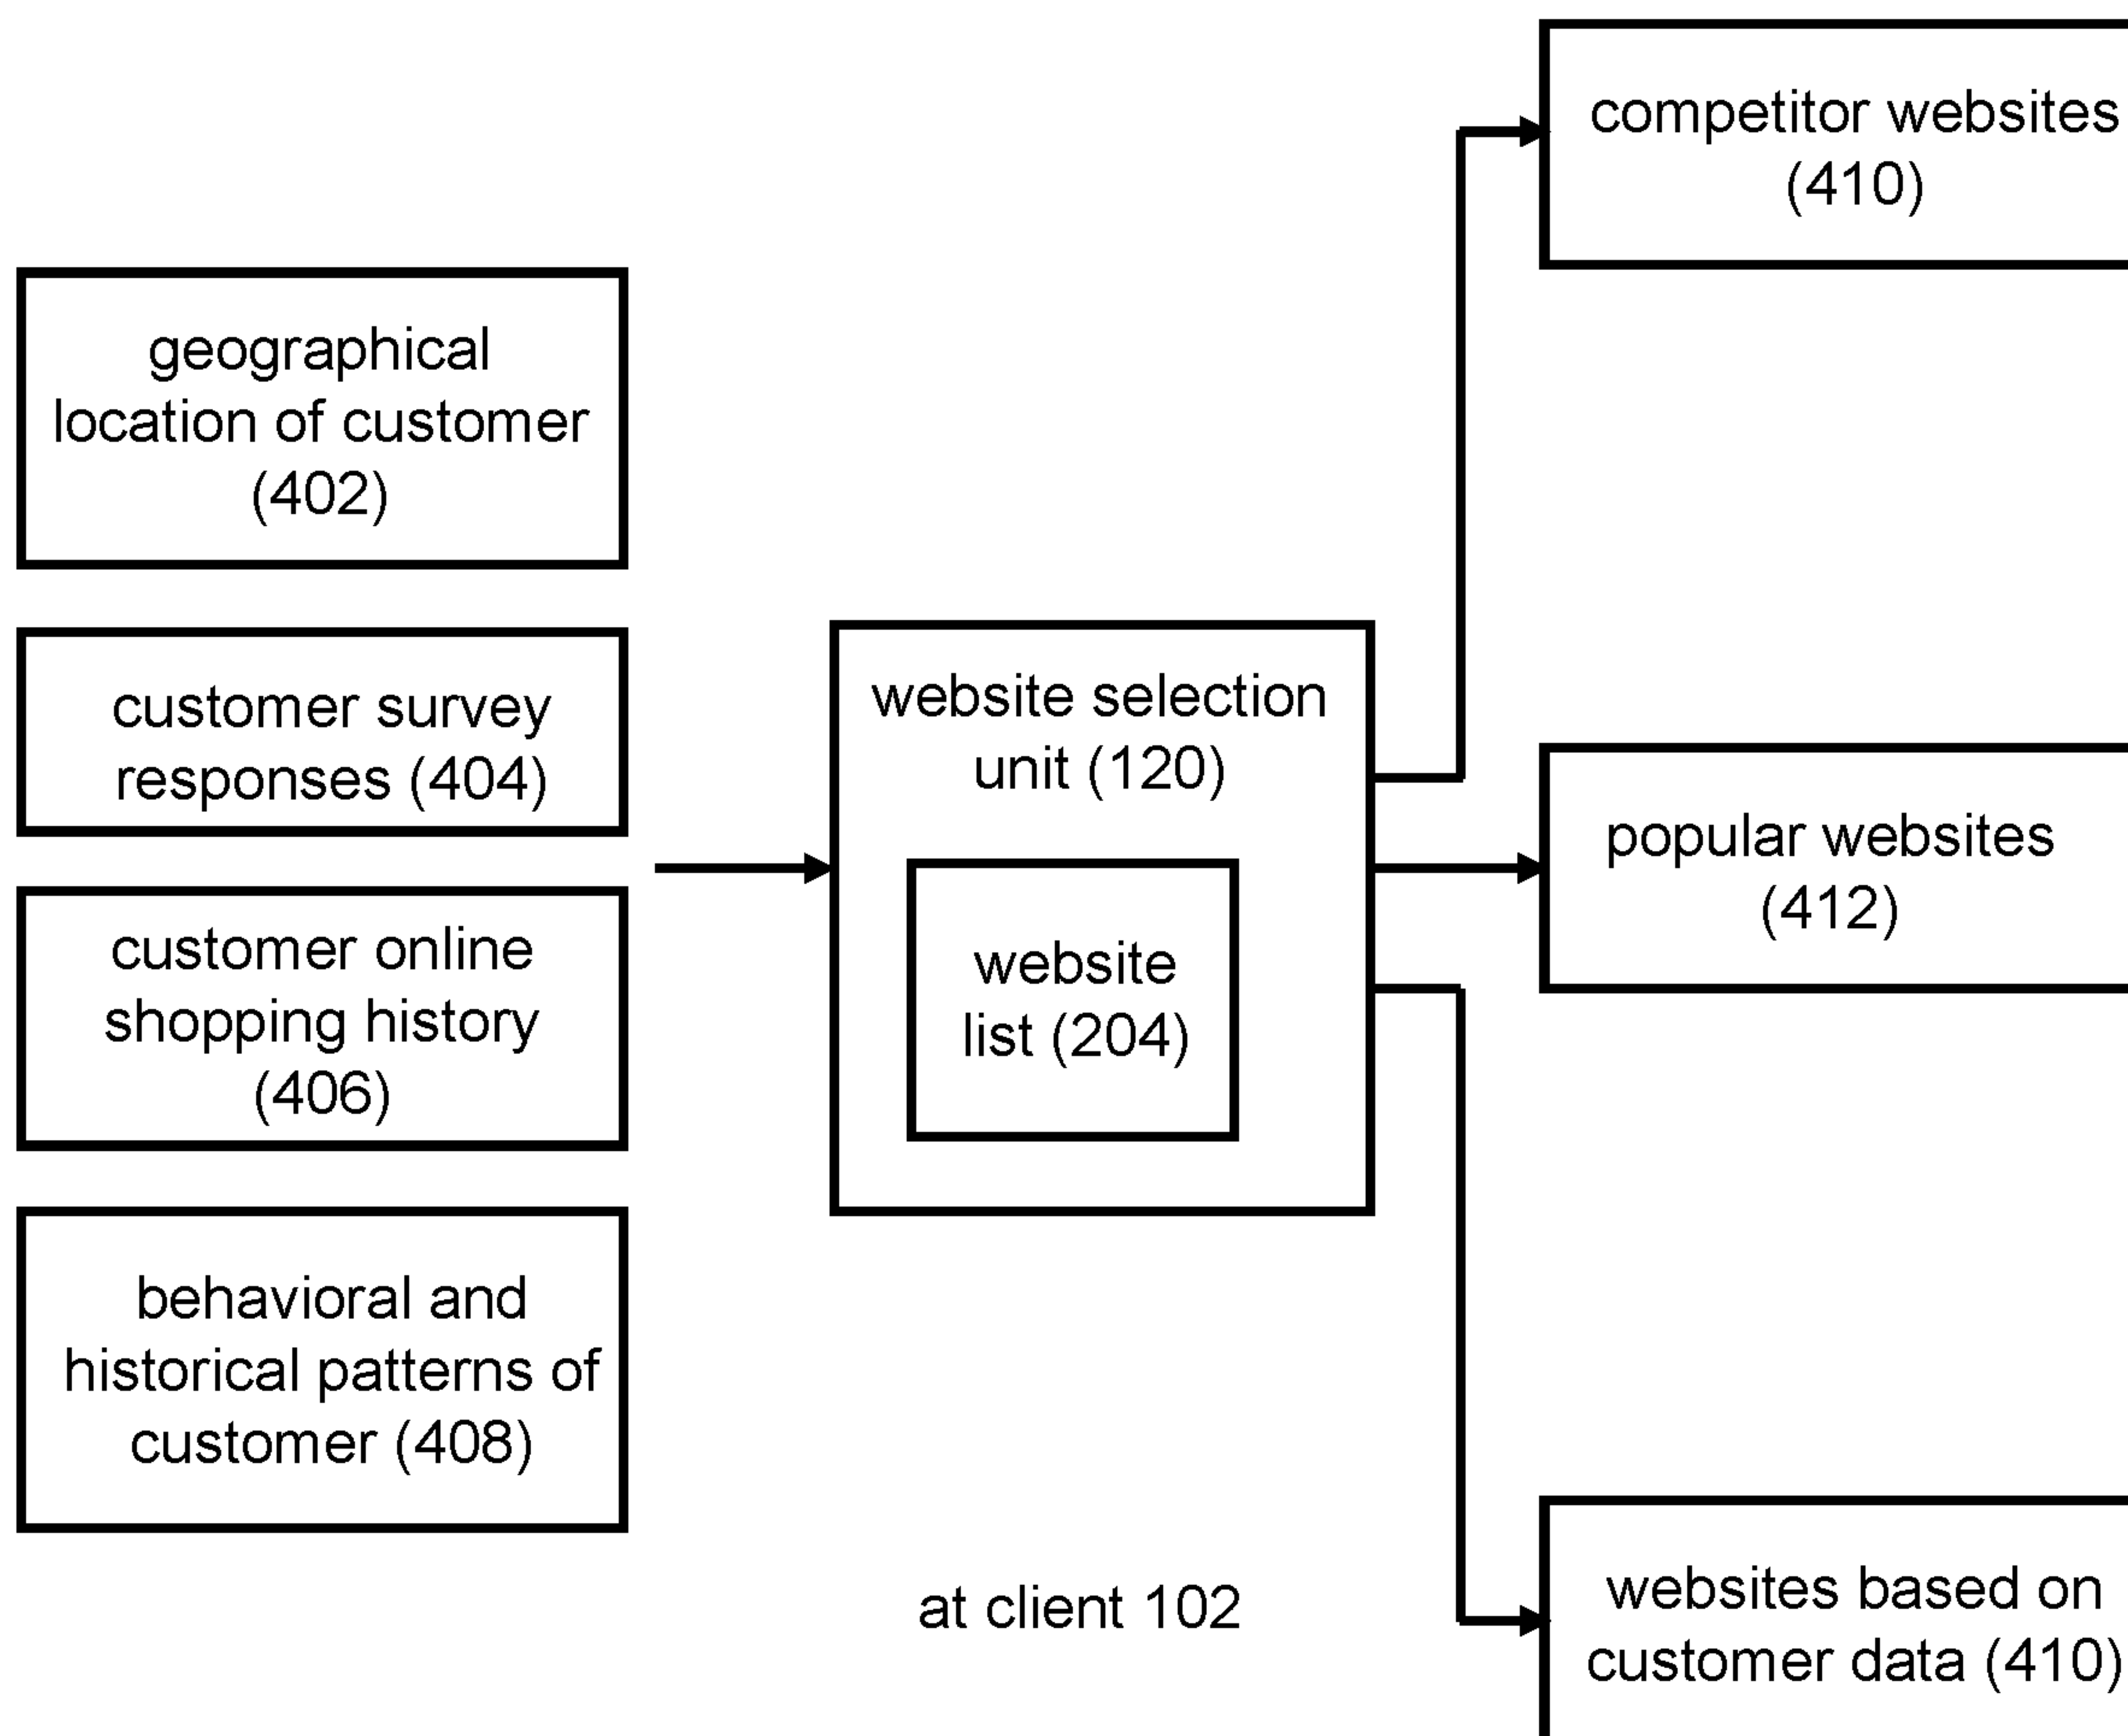 geographical
location of customer
(402)
customer survey
responses (404)
customer online
shopping history
(406)
behavioral and
historical patterns of
customer (408)
website selection
unit (120)
website
list (204)
at client 102
competitor websites
(410)
popular websites
(412)
websites based on
customer data (410)